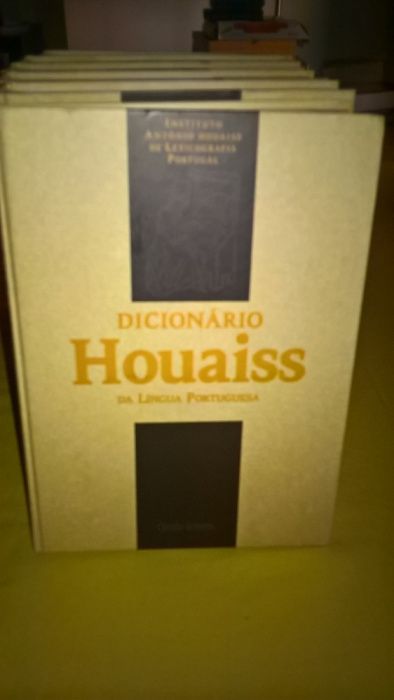 INSTITUTO
ANTÓNIO HOUAISS
DE LEXICOGRAFIA
PORTUGAL
DICIONÁRIO
Houaiss
DA LÍNGUA PORTUGUESA